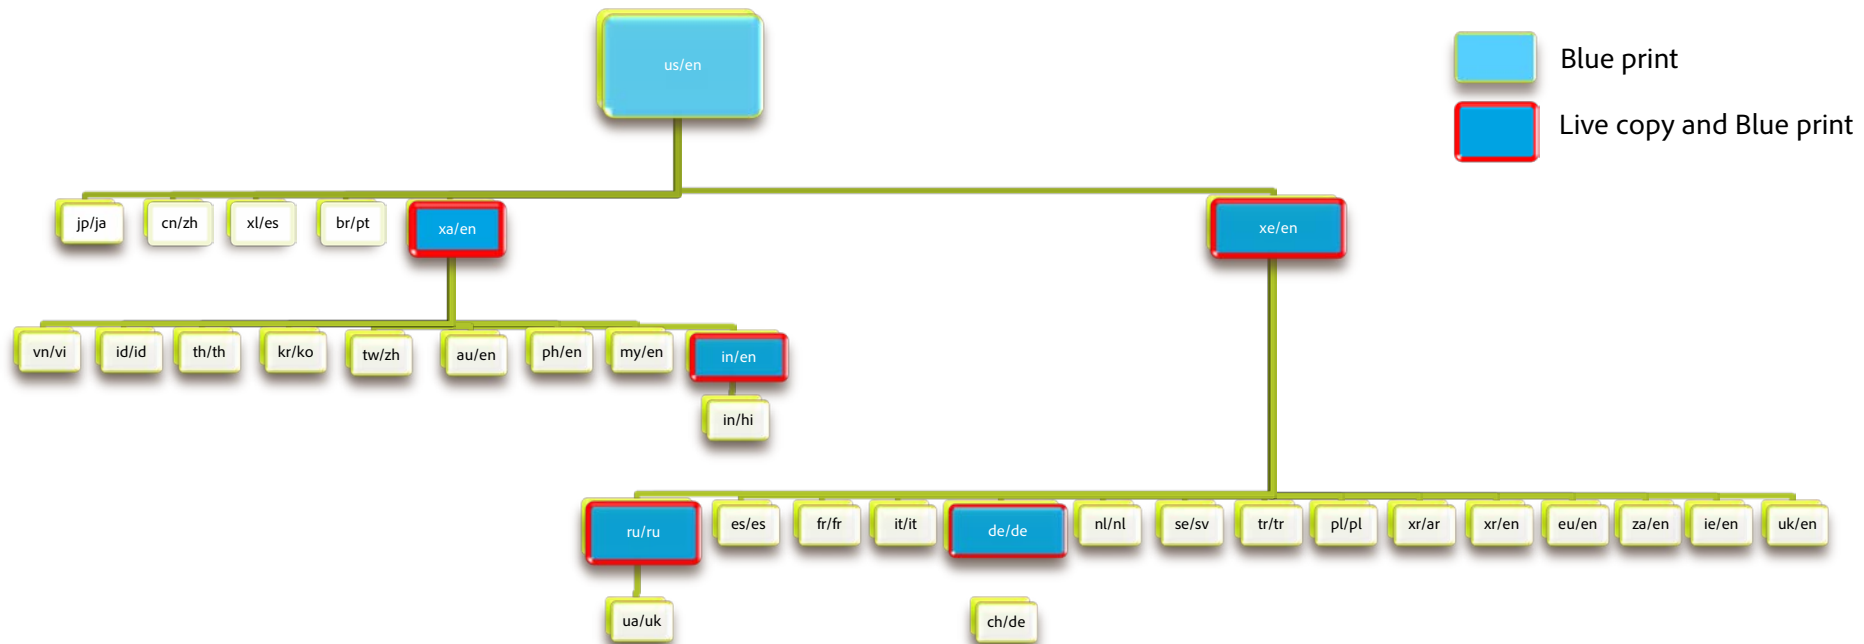 us/en
Blue print
Live copy and Blue print
jp/ja
cn/zh
xl/es
br/pt
xa/en
xe/en
vn/vi
id/id
th/th
kr/ko
tw/zh
au/en
ph/en
my/en
in/en
in/hi
ru/ru
es/es
fr/fr
it/it
de/de
nl/nl
se/sv
tr/tr
pl/pl
xr/ar
xr/en
eu/en
za/en
ie/en
uk/en
ua/uk
ch/de